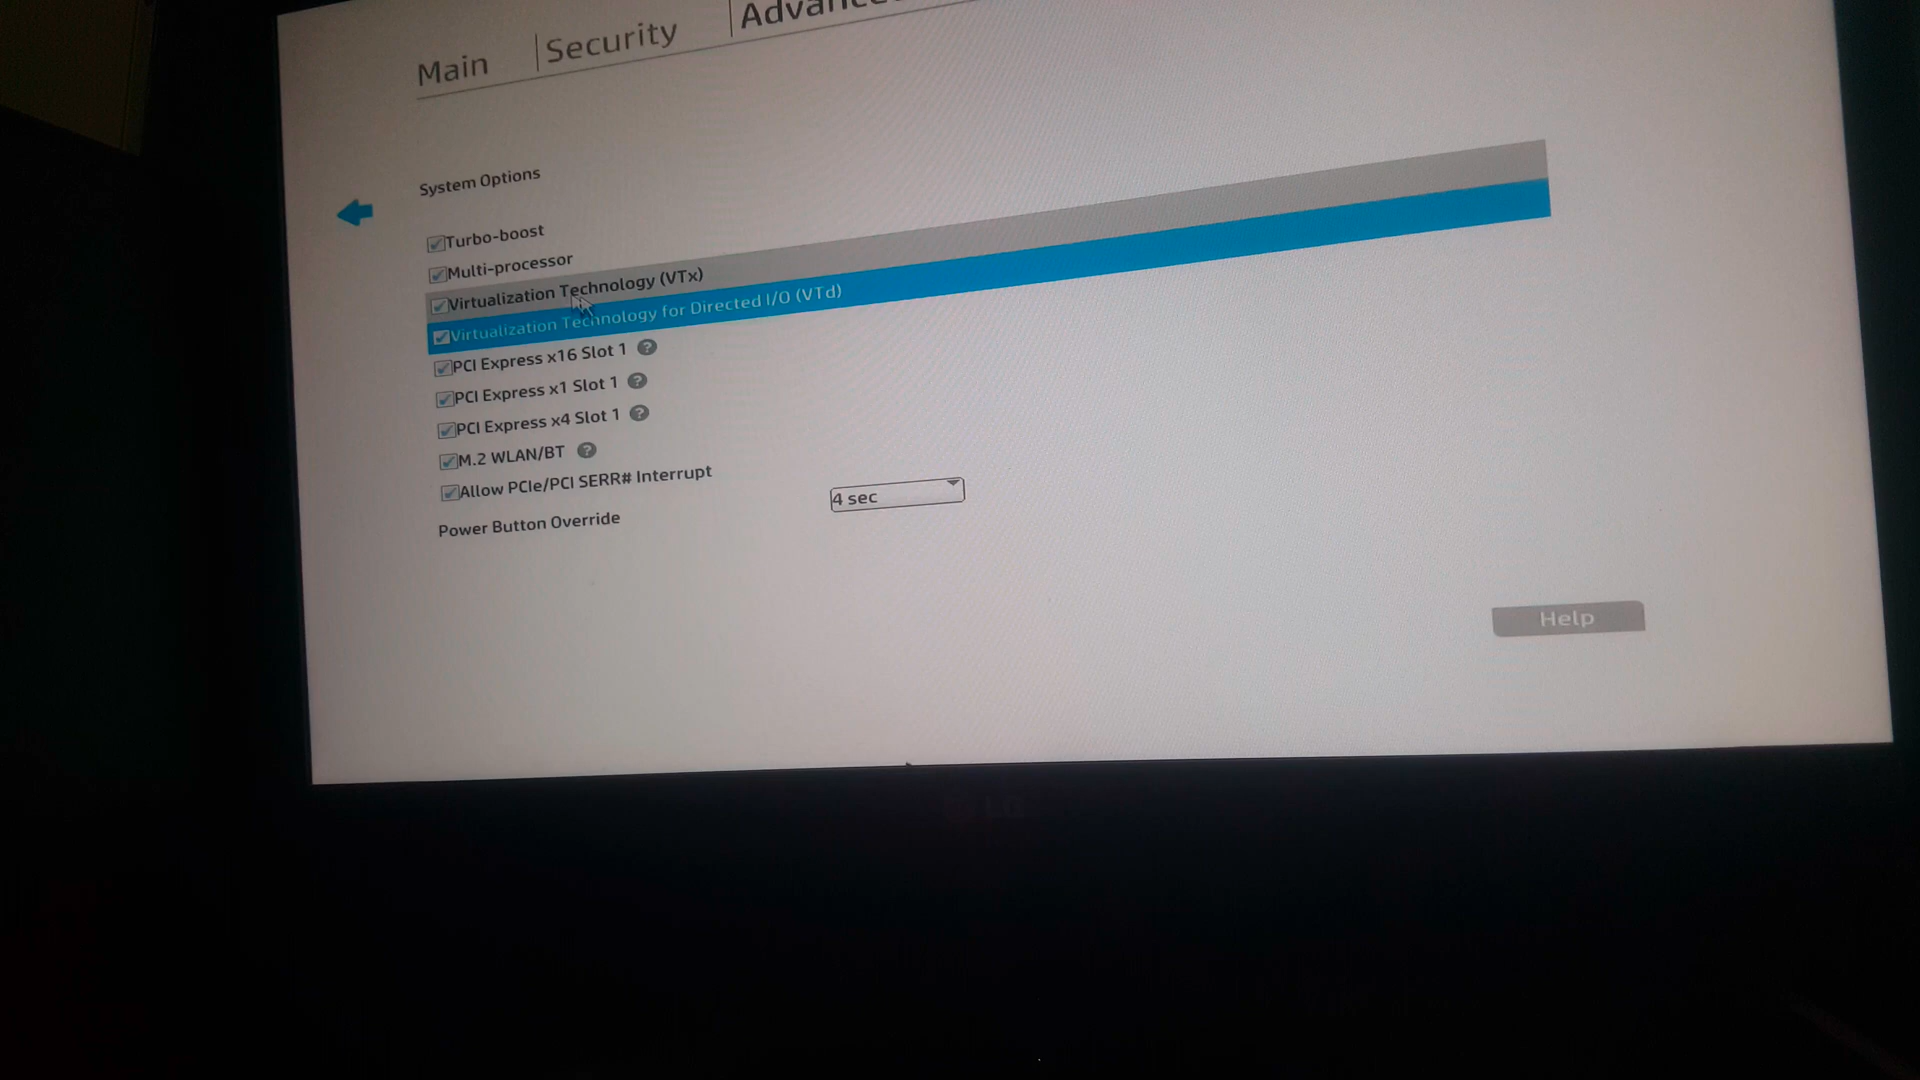 Main
Security
System Options
Turbo-boost
Multi-processor
Virtualization Technology (VTx)
Virtualization Technology for Directed I/O (VTd)
PCI Express x16 Slot 1 ?
PCI Express x1 Slot 1 ?
PCI Express x4 Slot 1 ?
M.2 WLAN/BT ?
Allow PCIe/PCI SERR# Interrupt
Power Button Override
4 sec
Help
LG